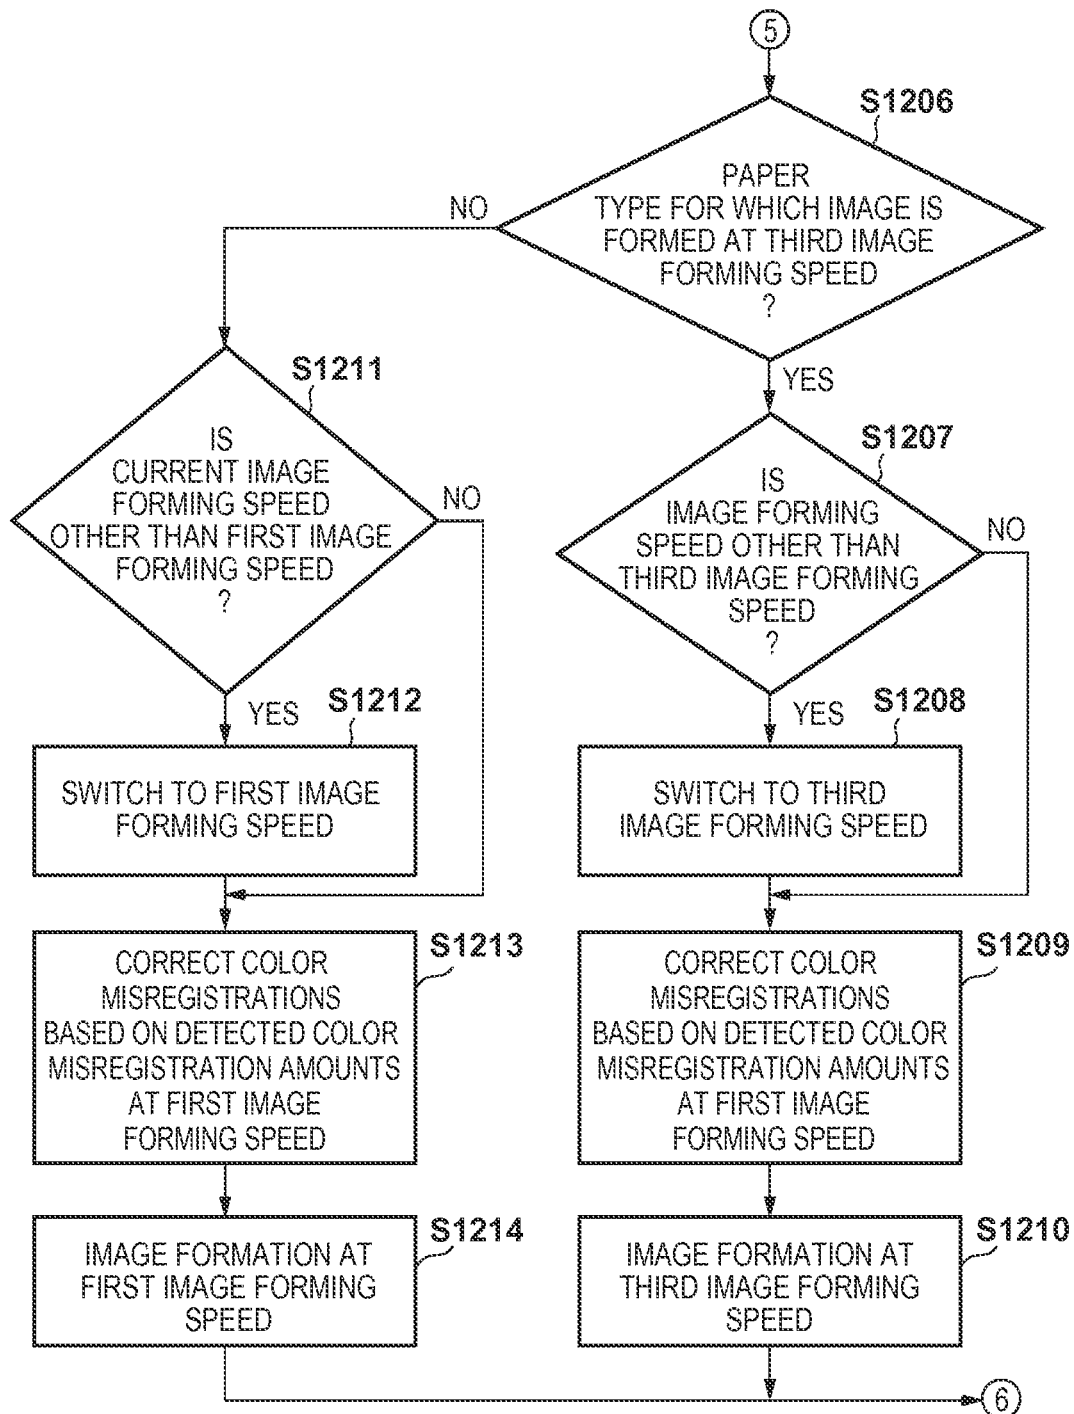 5
S1206
PAPER
TYPE FOR WHICH IMAGE IS
FORMED AT THIRD IMAGE
FORMING SPEED
?
NO
YES
S1211
IS
CURRENT IMAGE
FORMING SPEED
OTHER THAN FIRST IMAGE
FORMING SPEED
?
NO
YES
S1207
IS
IMAGE FORMING
SPEED OTHER THAN
THIRD IMAGE FORMING
SPEED
?
NO
YES
S1212
SWITCH TO FIRST IMAGE
FORMING SPEED
S1208
SWITCH TO THIRD
IMAGE FORMING SPEED
S1213
CORRECT COLOR
MISREGISTRATIONS
BASED ON DETECTED COLOR
MISREGISTRATION AMOUNTS
AT FIRST IMAGE
FORMING SPEED
S1209
CORRECT COLOR
MISREGISTRATIONS
BASED ON DETECTED COLOR
MISREGISTRATION AMOUNTS
AT FIRST IMAGE
FORMING SPEED
S1214
IMAGE FORMATION AT
FIRST IMAGE FORMING
SPEED
S1210
IMAGE FORMATION AT
THIRD IMAGE FORMING
SPEED
6